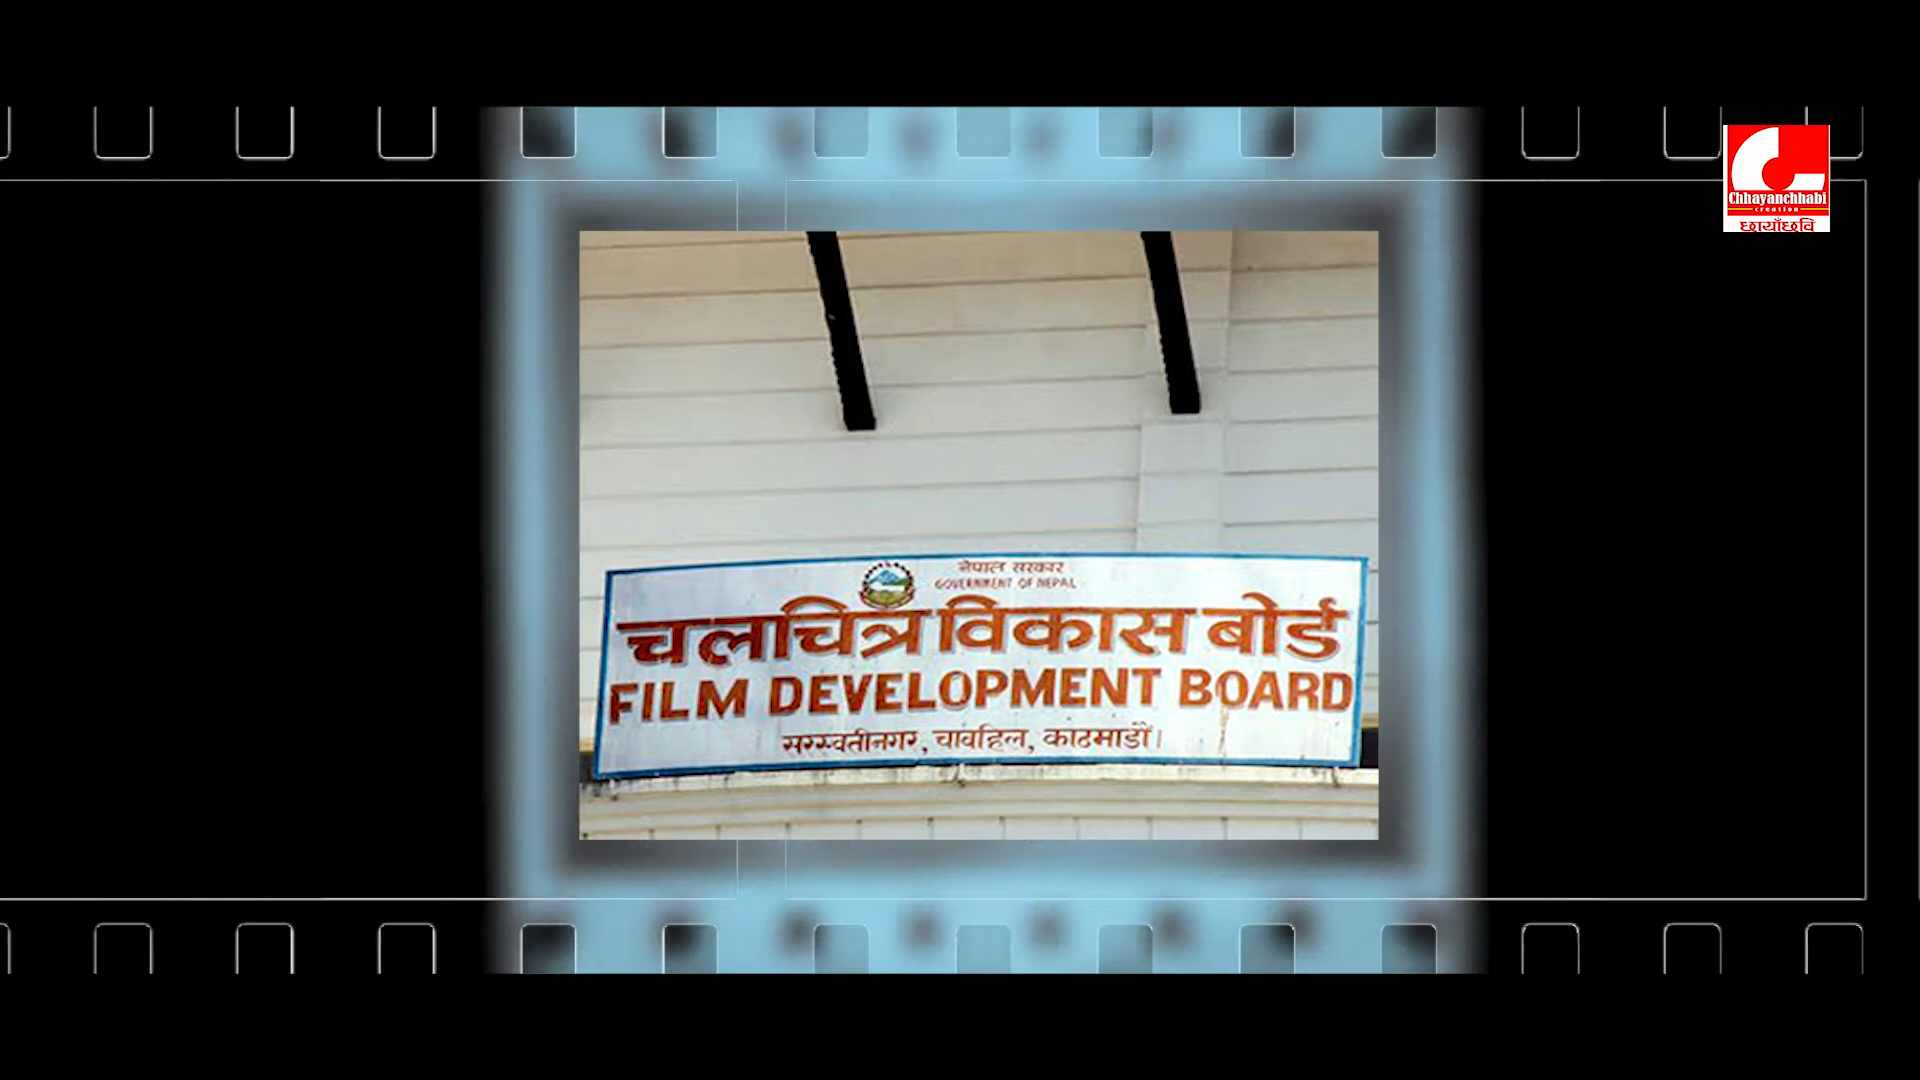 Chhayanchhabi
creation
छायाँछवि
नेपाल सरकार
GOVERNMENT OF NEPAL
चलचित्र विकास बोर्ड
FILM DEVELOPMENT BOARD
सरस्वतीनगर, चावहिल, काठमाडौं।